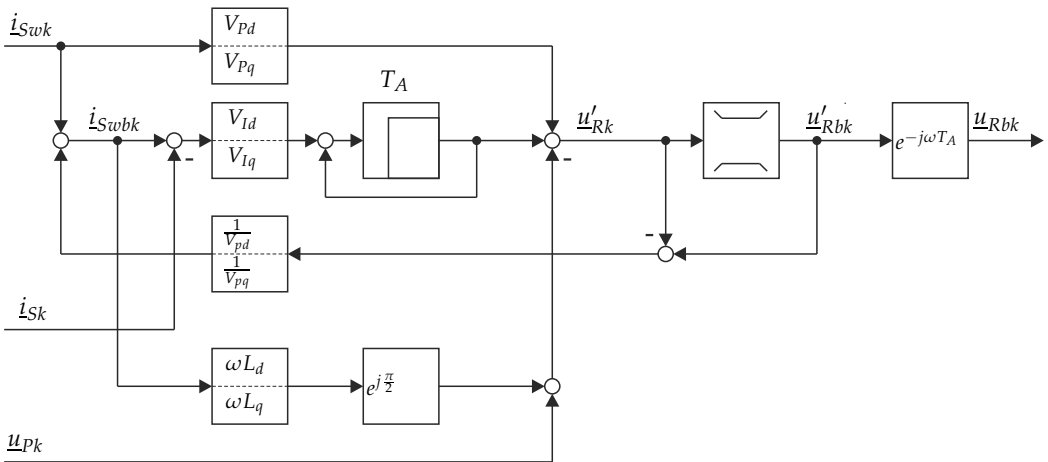 i_Swk
V_Pd
V_Pq
T_A
i_Swbk
V_Id
V_Iq
-
u'_Rk
-
u'_Rbk
e^{-jωT_A}
u_Rbk
1/V_pd
1/V_pq
-
i_Sk
ωL_d
ωL_q
e^{jπ/2}
u_Pk